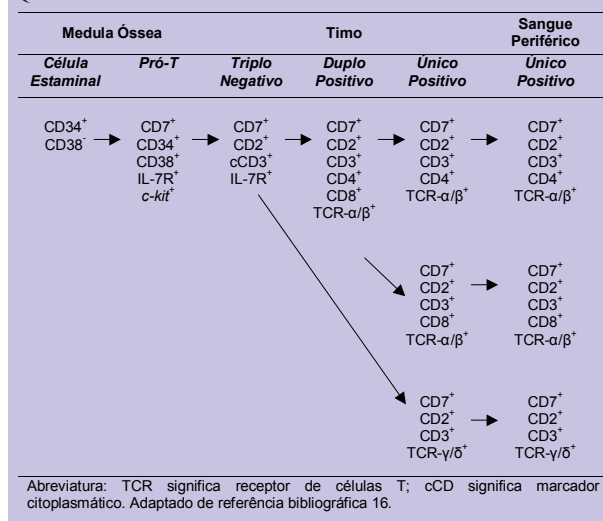 Medula Óssea Timo Sangue
Periférico
Célula Pró-T Triplo Duplo Único Único
Estaminal Negativo Positivo Positivo Positivo
CD34⁺ CD7⁺ CD7⁺ CD7⁺ CD7⁺ CD7⁺
CD38⁻ CD34⁺ CD2⁺ CD2⁺ CD2⁺ CD2⁺
CD38⁺ cCD3⁺ CD3⁺ CD3⁺ CD3⁺
IL-7R⁺ IL-7R⁺ CD4⁺ CD4⁺ CD4⁺
c-kit⁺ CD8⁺ TCR-α/β⁺ TCR-α/β⁺
TCR-α/β⁺
CD7⁺ CD7⁺
CD2⁺ CD2⁺
CD3⁺ CD3⁺
CD8⁺ CD8⁺
TCR-α/β⁺ TCR-α/β⁺
CD7⁺ CD7⁺
CD2⁺ CD2⁺
CD3⁺ CD3⁺
TCR-γ/δ⁺ TCR-γ/δ⁺
Abreviatura: TCR significa receptor de células T; cCD significa marcador
citoplasmático. Adaptado de referência bibliográfica 16.